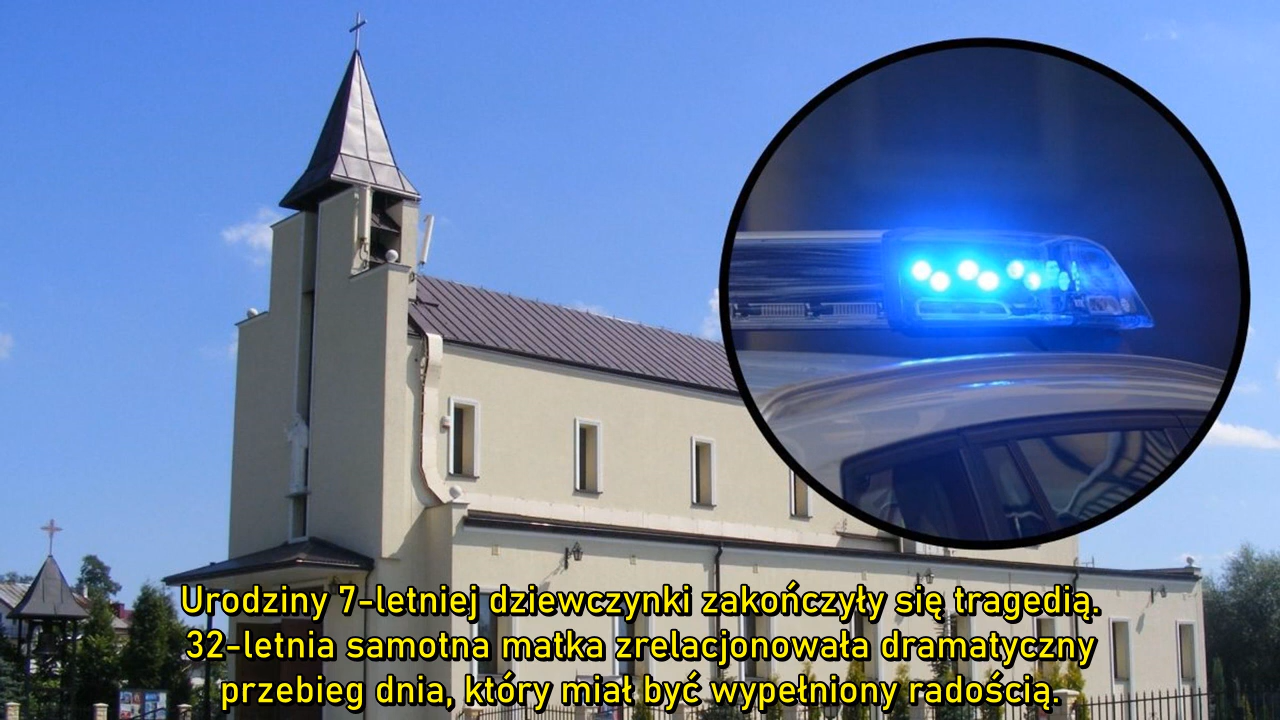 Urodziny 7-letniej dziewczynki zakończyły się tragedią.
32-letnia samotna matka zrelacjonowała dramatyczny
przebieg dnia, który miał być wypełniony radością.